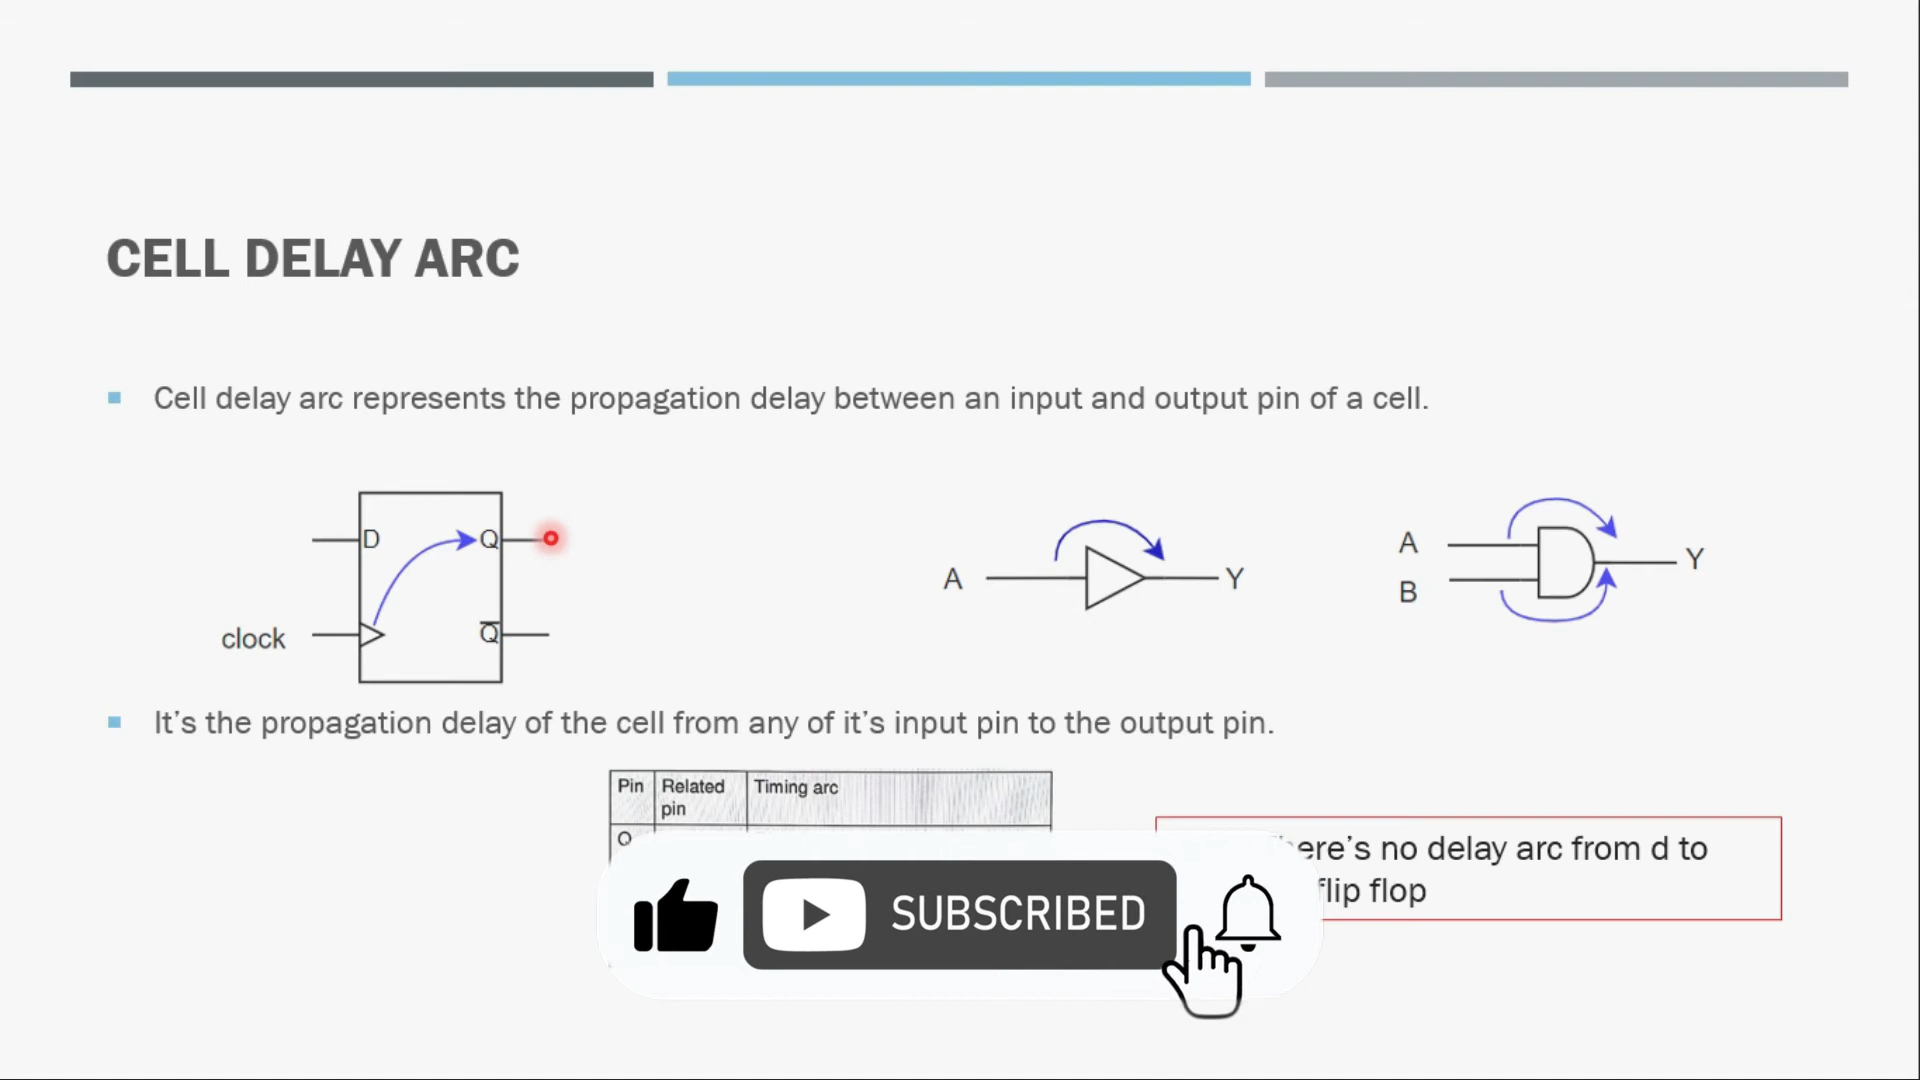 CELL DELAY ARC
Cell delay arc represents the propagation delay between an input and output pin of a cell.
D
Q
clock
Q̅
A
Y
A
B
Y
It's the propagation delay of the cell from any of it's input pin to the output pin.
Pin
Related pin
Timing arc
no delay arc from d to
flip flop
SUBSCRIBED